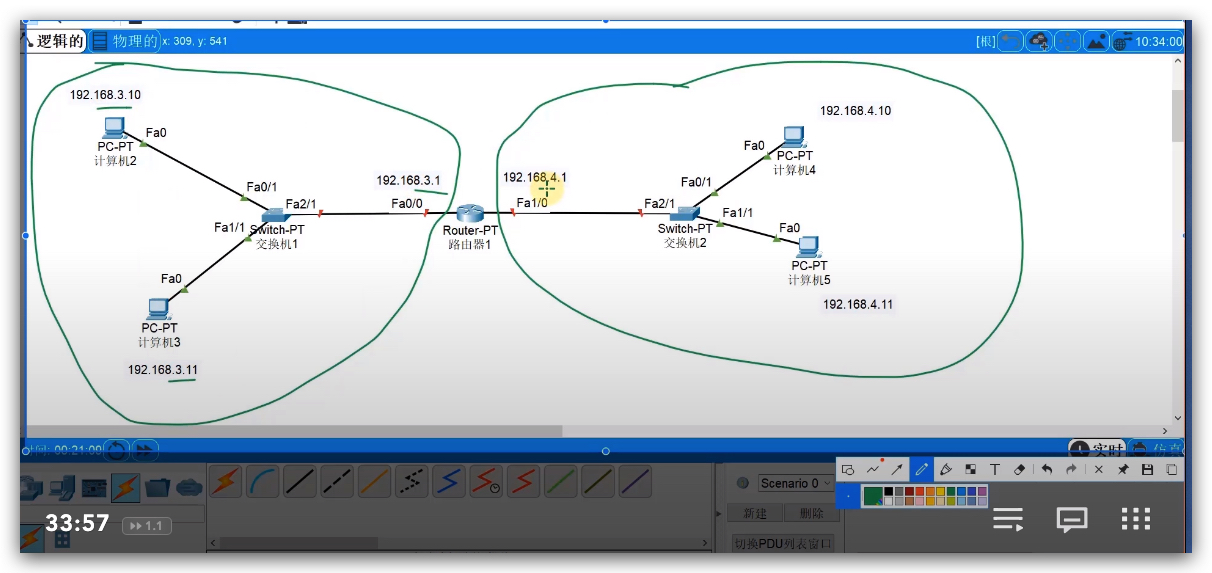 逻辑的 物理的 x: 309, y: 541 [根] 10:34:00
192.168.3.10
Fa0
PC-PT
计算机2
Fa0/1
Fa2/1
Fa1/1
Switch-PT
交换机1
Fa0
PC-PT
计算机3
192.168.3.11
192.168.3.1
Fa0/0
Router-PT
路由器1
192.168.4.1
Fa1/0
Fa2/1
Switch-PT
交换机2
Fa0/1
Fa1/1
192.168.4.10
Fa0
PC-PT
计算机4
Fa0
PC-PT
计算机5
192.168.4.11
时间: 00:21:00
实时
仿真
T
Scenario 0
新建 删除
切换PDU列表窗口
33:57 1.1